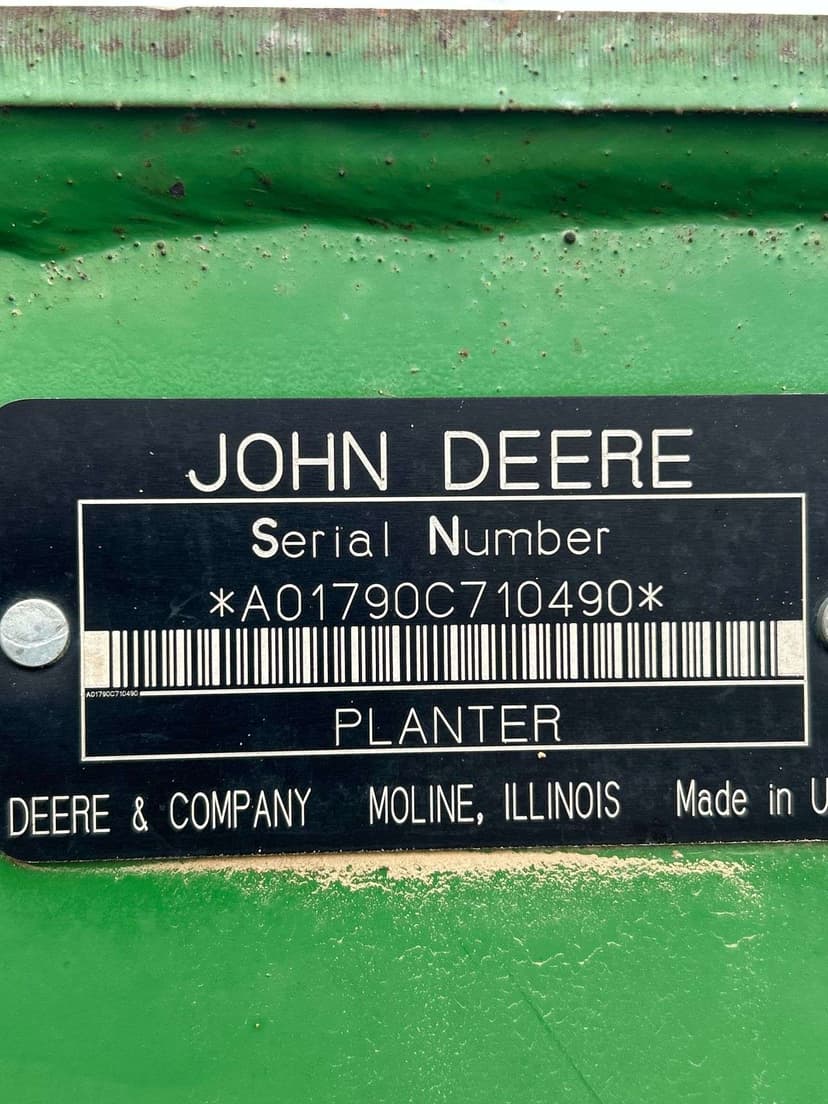 JOHN DEERE
Serial Number
*A01790C710490*
A01790C710490
PLANTER
DEERE & COMPANY MOLINE, ILLINOIS Made in U